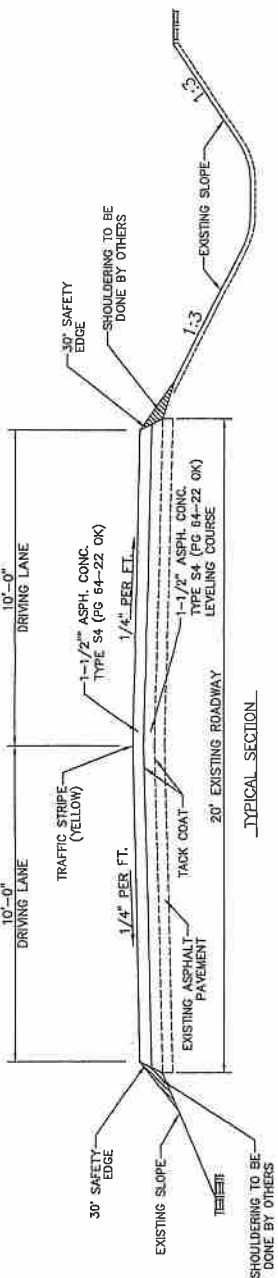 10'-0"
DRIVING LANE
10'-0"
DRIVING LANE
TRAFFIC STRIPE
(YELLOW)
1-1/2"" ASPH. CONC.
TYPE S4 (PG 64-22 OK)
30' SAFETY
EDGE
30' SAFETY
EDGE
SHOULDERING TO BE
DONE BY OTHERS
1/4" PER FT.
1/4" PER FT.
1:3
EXISTING SLOPE
EXISTING SLOPE
EXISTING ASPHALT
PAVEMENT
TACK COAT
1-1/2" ASPH. CONC.
TYPE S4 (PG 64-22 OK)
LEVELING COURSE
20' EXISTING ROADWAY
SHOULDERING TO BE
DONE BY OTHERS
TYPICAL SECTION